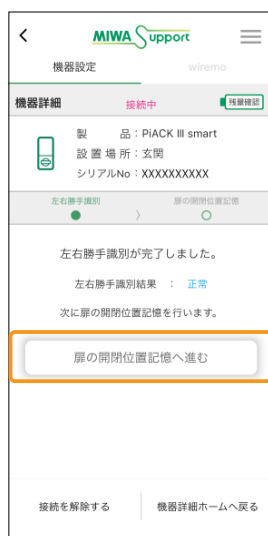 MIWA Support
機器設定 wiremo
機器詳細 接続中 残量確認
製 品：PiACK Ⅲ smart
設置場所：玄関
シリアルNo：XXXXXXXXXX
左右勝手識別 扉の開閉位置記憶
左右勝手識別が完了しました。
左右勝手識別結果 ： 正常
次に扉の開閉位置記憶を行います。
扉の開閉位置記憶へ進む
接続を解除する 機器詳細ホームへ戻る